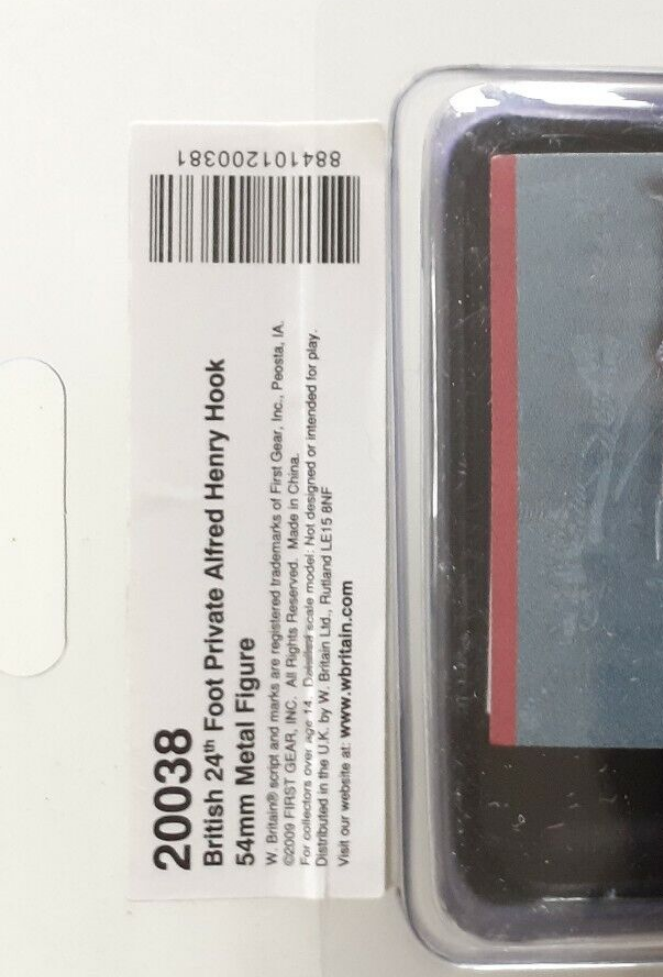 20038
British 24th Foot Private Alfred Henry Hook
54mm Metal Figure
W. Britain® script and marks are registered trademarks of First Gear, Inc., Peosta, IA.
©2009 FIRST GEAR, INC. All Rights Reserved. Made in China.
For collectors over age 14. Detailed scale model: Not designed or intended for play.
Distributed in the U.K. by W. Britain Ltd., Rutland LE15 8NF
Visit our website at: www.wbritain.com
884101200381